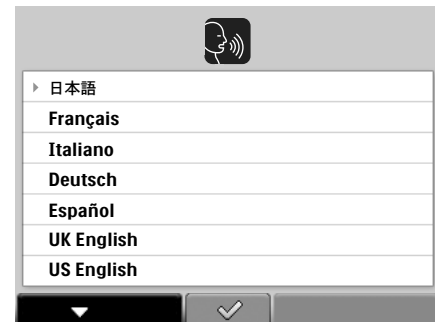 日本語
Français
Italiano
Deutsch
Español
UK English
US English